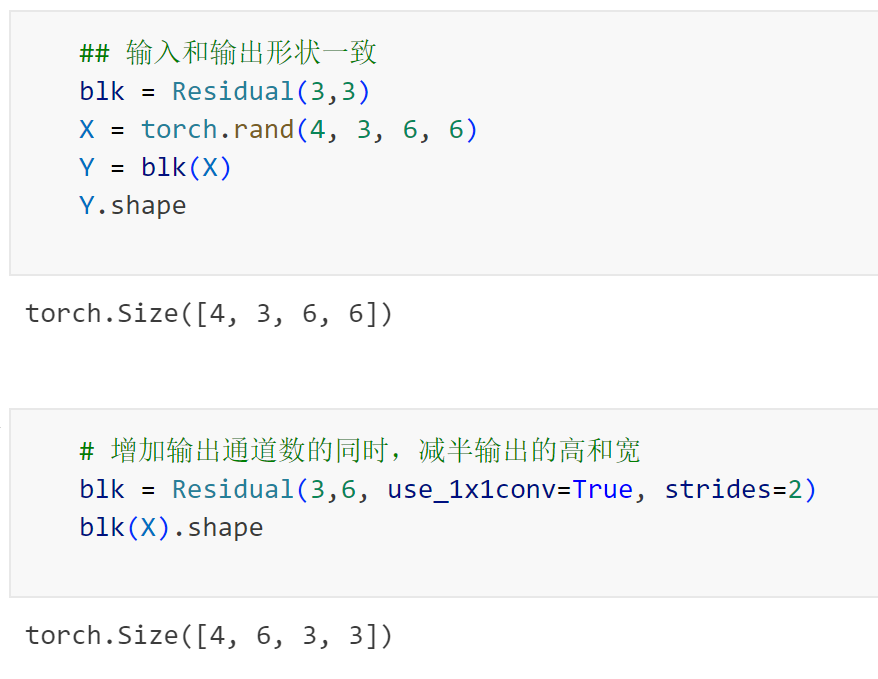 ## 输入和输出形状一致
blk = Residual(3,3)
X = torch.rand(4, 3, 6, 6)
Y = blk(X)
Y.shape
torch.Size([4, 3, 6, 6])
# 增加输出通道数的同时，减半输出的高和宽
blk = Residual(3,6, use_1x1conv=True, strides=2)
blk(X).shape
torch.Size([4, 6, 3, 3])